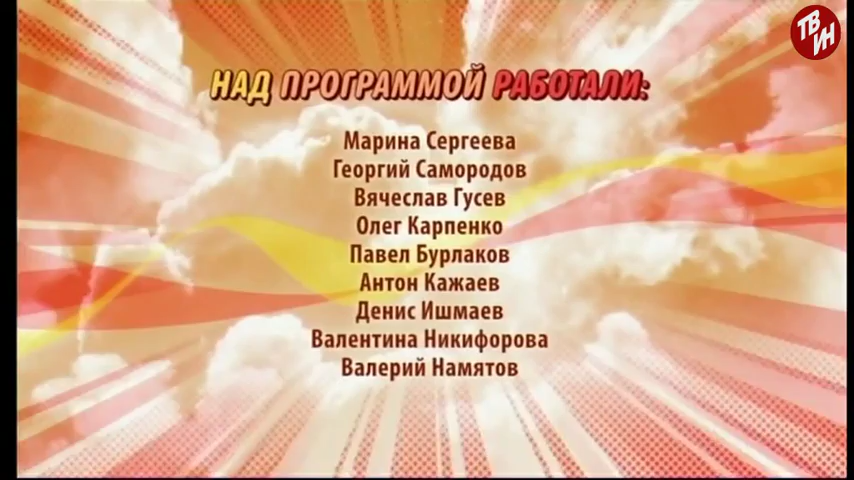 ТВ
ИН
НАД ПРОГРАММОЙ РАБОТАЛИ:
Марина Сергеева
Георгий Самородов
Вячеслав Гусев
Олег Карпенко
Павел Бурлаков
Антон Кажаев
Денис Ишмаев
Валентина Никифорова
Валерий Намятов